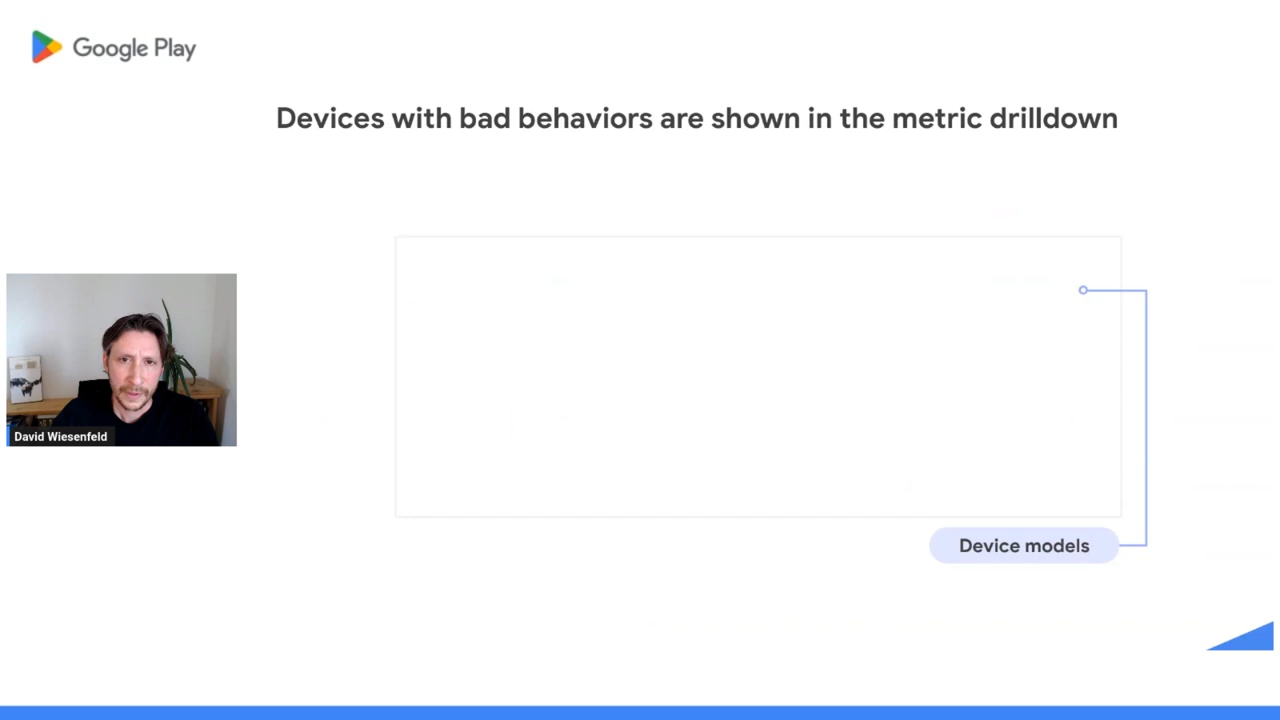 Google Play
Devices with bad behaviors are shown in the metric drilldown
David Wiesenfeld
Device models